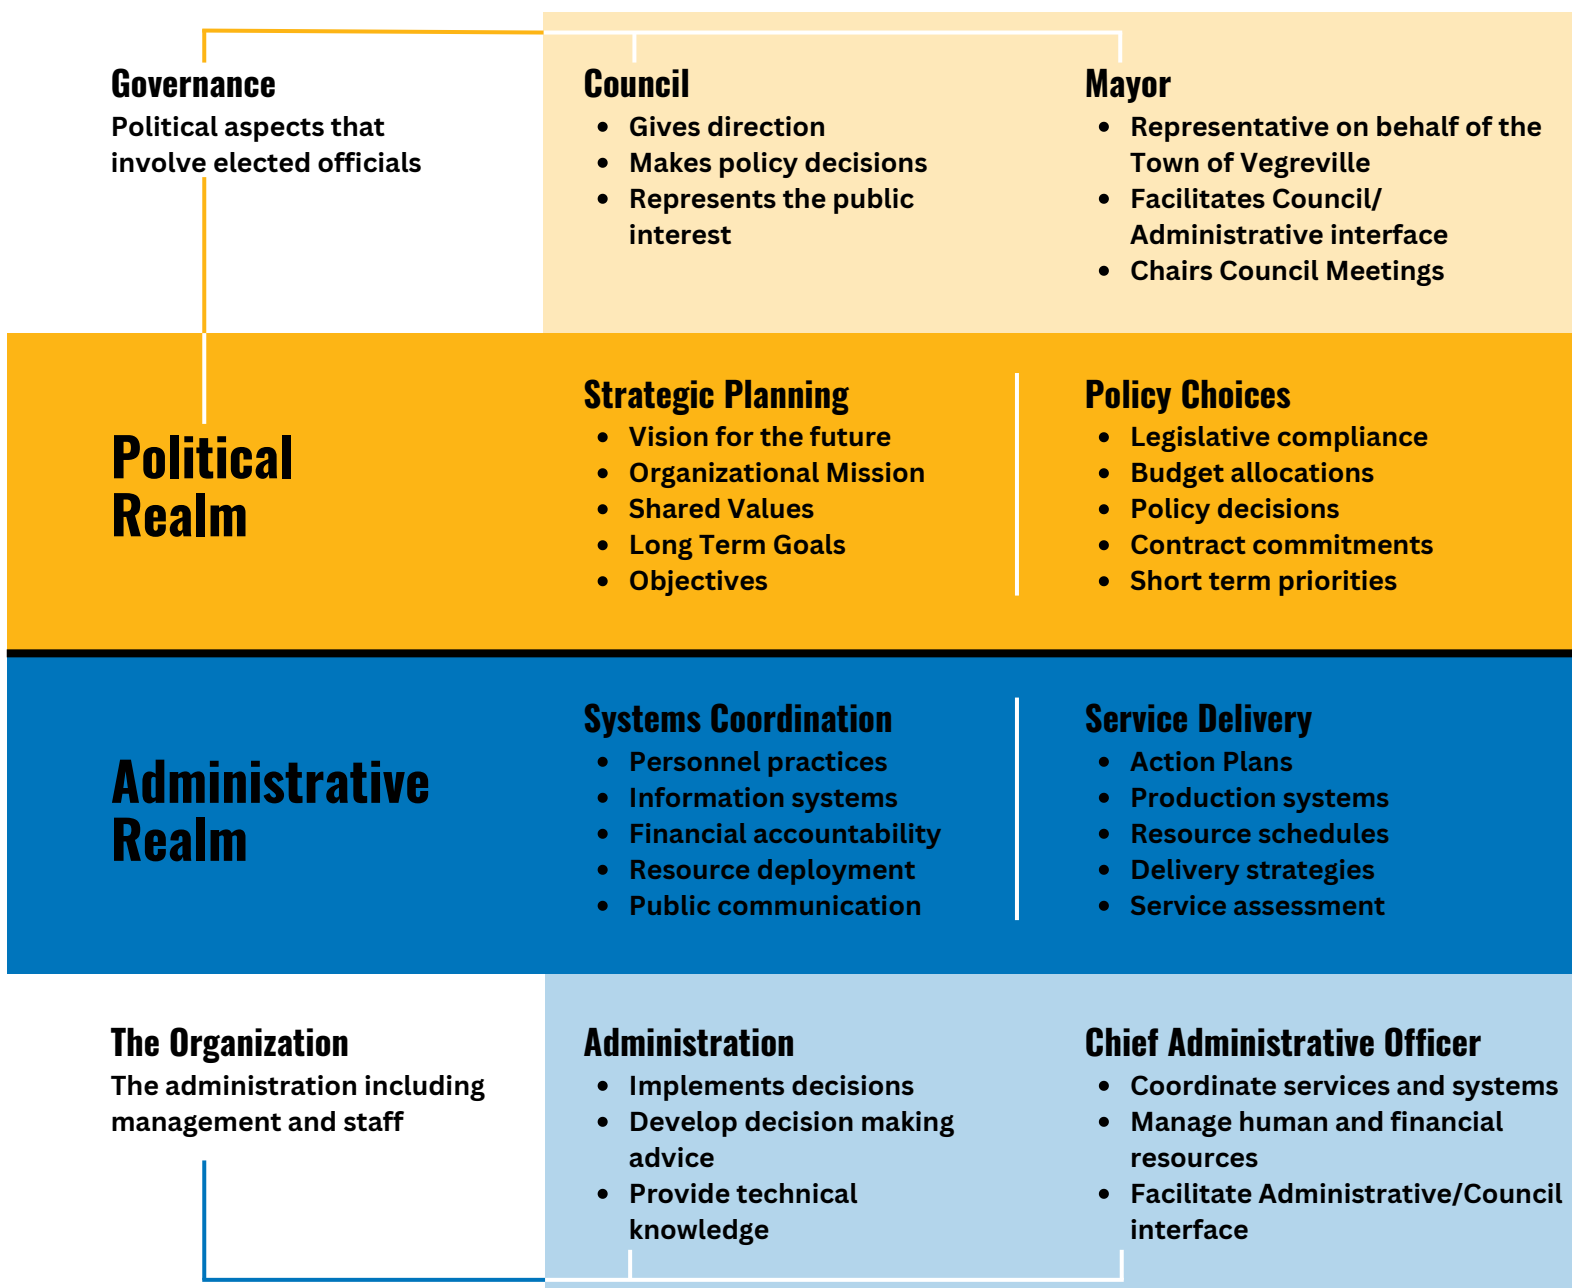 Governance
Political aspects that
involve elected officials
Council
• Gives direction
• Makes policy decisions
• Represents the public
interest
Mayor
• Representative on behalf of the
Town of Vegreville
• Facilitates Council/
Administrative interface
• Chairs Council Meetings
Political
Realm
Strategic Planning
• Vision for the future
• Organizational Mission
• Shared Values
• Long Term Goals
• Objectives
Policy Choices
• Legislative compliance
• Budget allocations
• Policy decisions
• Contract commitments
• Short term priorities
Administrative
Realm
Systems Coordination
• Personnel practices
• Information systems
• Financial accountability
• Resource deployment
• Public communication
Service Delivery
• Action Plans
• Production systems
• Resource schedules
• Delivery strategies
• Service assessment
The Organization
The administration including
management and staff
Administration
• Implements decisions
• Develop decision making
advice
• Provide technical
knowledge
Chief Administrative Officer
• Coordinate services and systems
• Manage human and financial
resources
• Facilitate Administrative/Council
interface